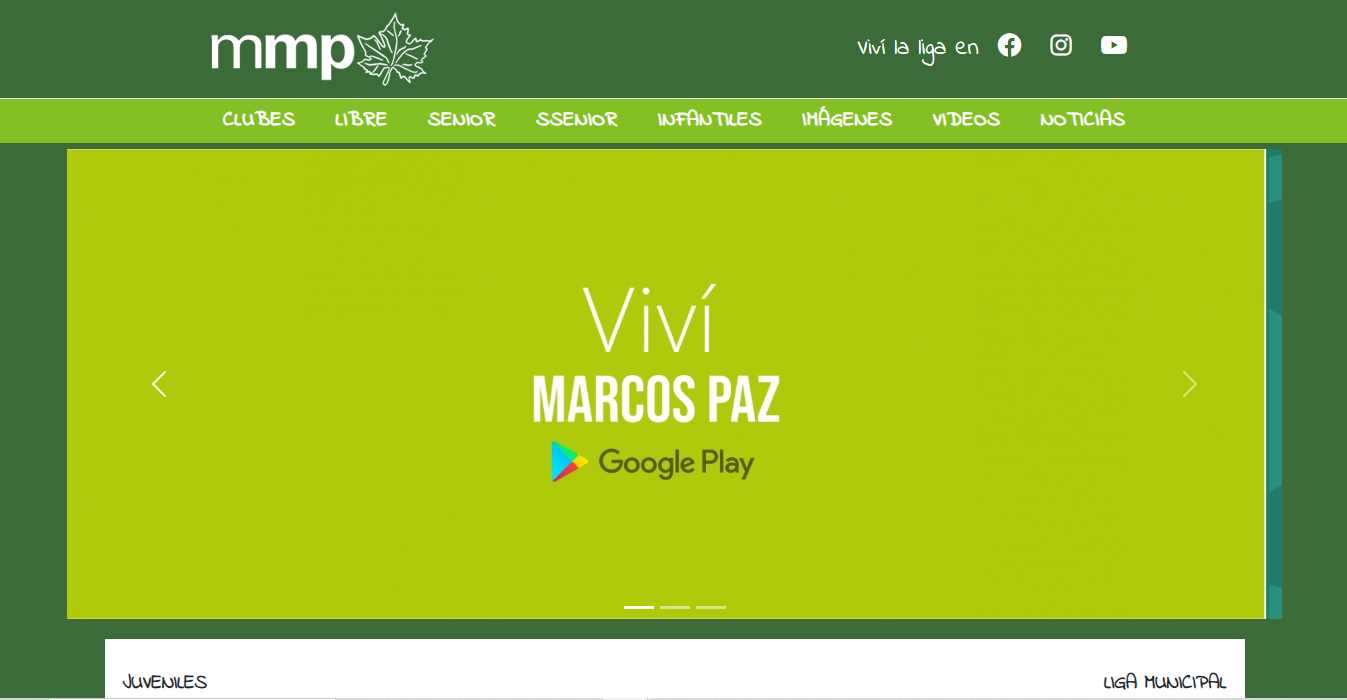 mmp
Viví la liga en
CLUBES LIBRE SENIOR SSENIOR INFANTILES IMÁGENES VIDEOS NOTICIAS
Viví
MARCOS PAZ
Google Play
JUVENILES LIGA MUNICIPAL